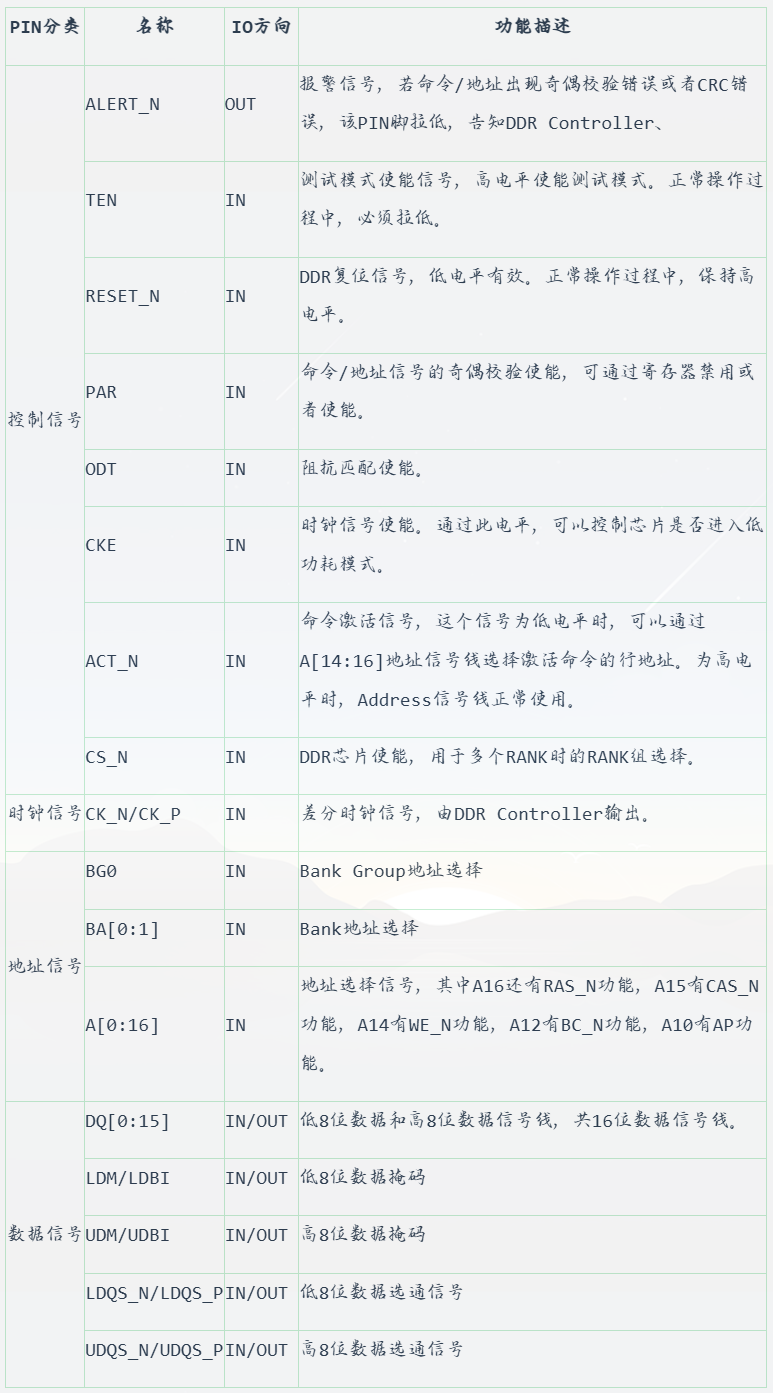 PIN分类 名称 IO方向 功能描述
控制信号
ALERT_N OUT 报警信号，若命令/地址出现奇偶校验错误或者CRC错
误，该PIN脚拉低，告知DDR Controller、
TEN IN 测试模式使能信号，高电平使能测试模式。正常操作过
程中，必须拉低。
RESET_N IN DDR复位信号，低电平有效。正常操作过程中，保持高
电平。
PAR IN 命令/地址信号的奇偶校验使能，可通过寄存器禁用或
者使能。
ODT IN 阻抗匹配使能。
CKE IN 时钟信号使能。通过此电平，可以控制芯片是否进入低
功耗模式。
ACT_N IN 命令激活信号，这个信号为低电平时，可以通过
A[14:16]地址信号线选择激活命令的行地址。为高电
平时，Address信号线正常使用。
CS_N IN DDR芯片使能，用于多个RANK时的RANK组选择。
时钟信号 CK_N/CK_P IN 差分时钟信号，由DDR Controller输出。
地址信号
BG0 IN Bank Group地址选择
BA[0:1] IN Bank地址选择
A[0:16] IN 地址选择信号，其中A16还有RAS_N功能，A15有CAS_N
功能，A14有WE_N功能，A12有BC_N功能，A10有AP功
能。
数据信号
DQ[0:15] IN/OUT 低8位数据和高8位数据信号线，共16位数据信号线。
LDM/LDBI IN/OUT 低8位数据掩码
UDM/UDBI IN/OUT 高8位数据掩码
LDQS_N/LDQS_P IN/OUT 低8位数据选通信号
UDQS_N/UDQS_P IN/OUT 高8位数据选通信号